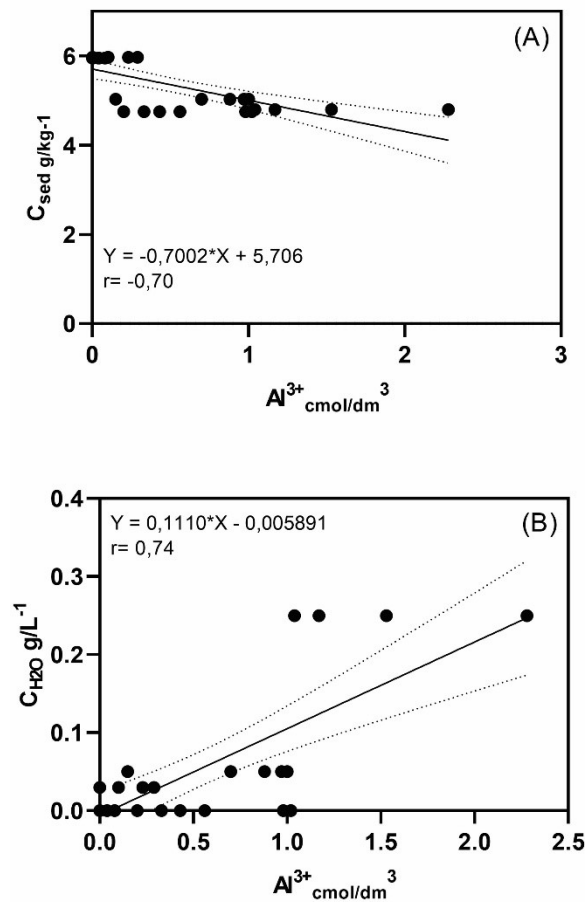 (A)
6
4
2
0
C sed g/kg-1
Y = -0,7002*X + 5,706
r= -0,70
0 1 2 3
Al3+ cmol/dm3
0.4
0.3
0.2
0.1
0.0
Y = 0,1110*X - 0,005891
r= 0,74
(B)
C H2O g/L-1
0.0 0.5 1.0 1.5 2.0 2.5
Al3+ cmol/dm3